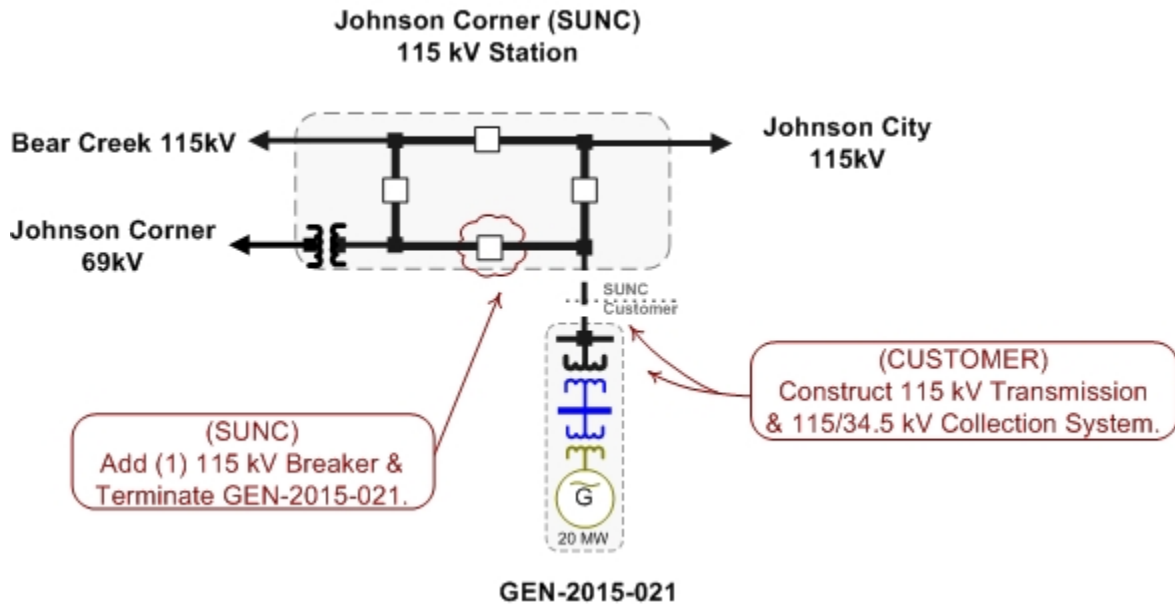 Johnson Corner (SUNC)
115 kV Station
Bear Creek 115kV
Johnson City
115kV
Johnson Corner
69kV
SUNC
Customer
(CUSTOMER)
Construct 115 kV Transmission
& 115/34.5 kV Collection System.
(SUNC)
Add (1) 115 kV Breaker &
Terminate GEN-2015-021.
G
20 MW
GEN-2015-021